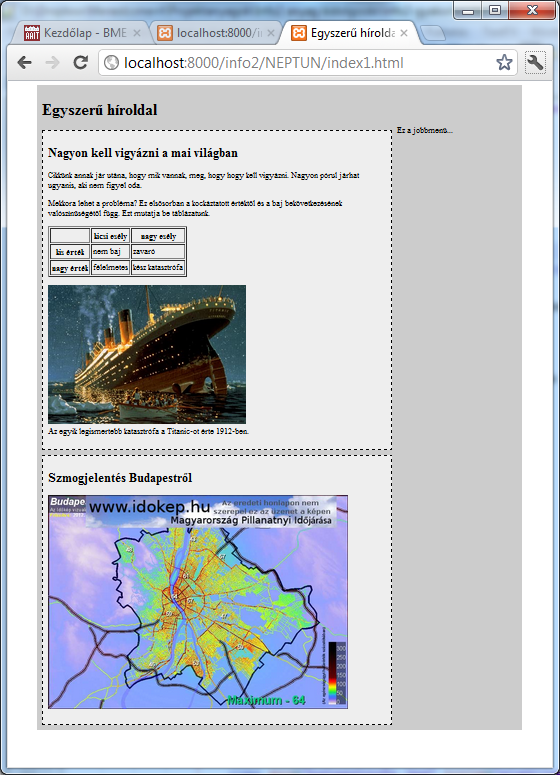 Kezdőlap - BME
localhost:8000/in
Egyszerű híroldal
localhost:8000/info2/NEPTUN/index1.html
Egyszerű híroldal
Ez a jobbmenü...
Nagyon kell vigyázni a mai világban
Cikkünk annak jár utána, hogy mik vannak, meg, hogy hogy kell vigyázni. Nagyon pórul járhat
ugyanis, aki nem figyel oda.
Mekkora lehet a probléma? Ez elsősorban a kockáztatott értéktől és a baj bekövetkezésének
valószínűségétől függ. Ezt mutatja be táblázatunk.
kicsi esély nagy esély
kis érték nem baj zavaró
nagy érték félelmetes kész katasztrófa
Az egyik legismertebb katasztrófa a Titanic-ot érte 1912-ben.
Szmogjelentés Budapestről
Budape
www.idokep.hu
Az eredeti honlapon nem
szerepel ez az üzenet a képen
Magyarország Pillanatnyi Időjárása
Maximum - 64